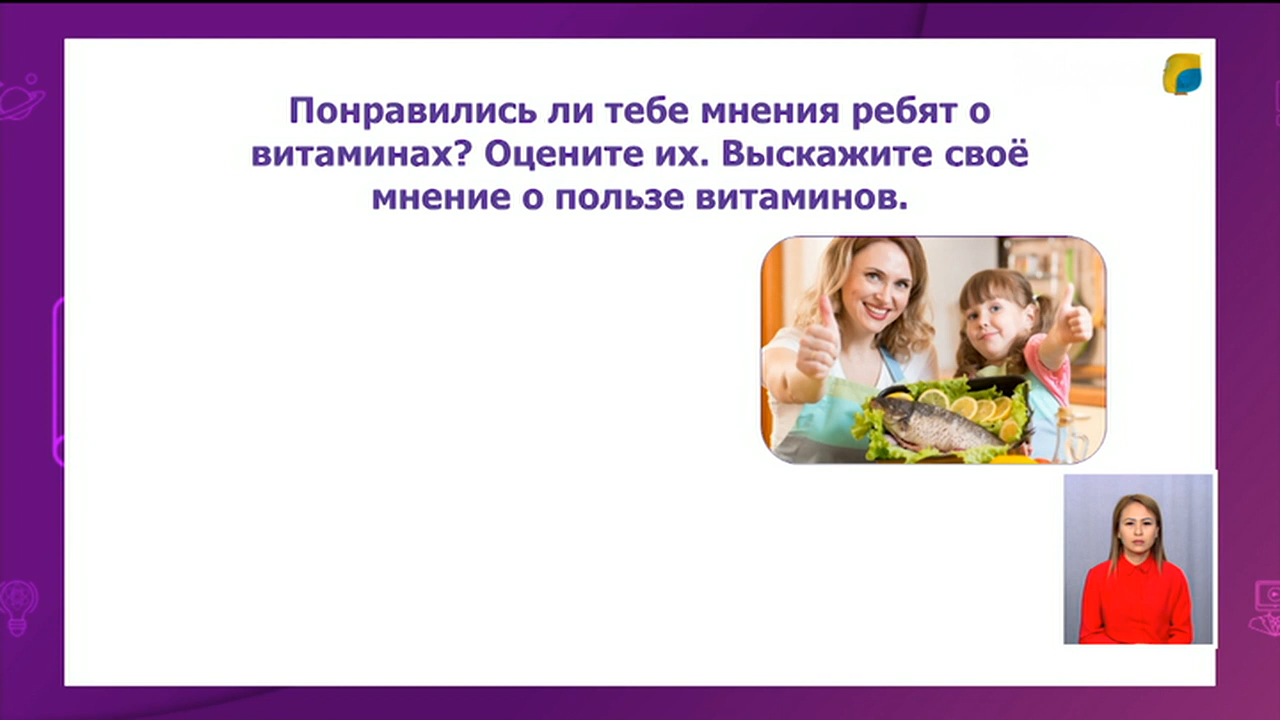 Понравились ли тебе мнения ребят о
витаминах? Оцените их. Выскажите своё
мнение о пользе витаминов.